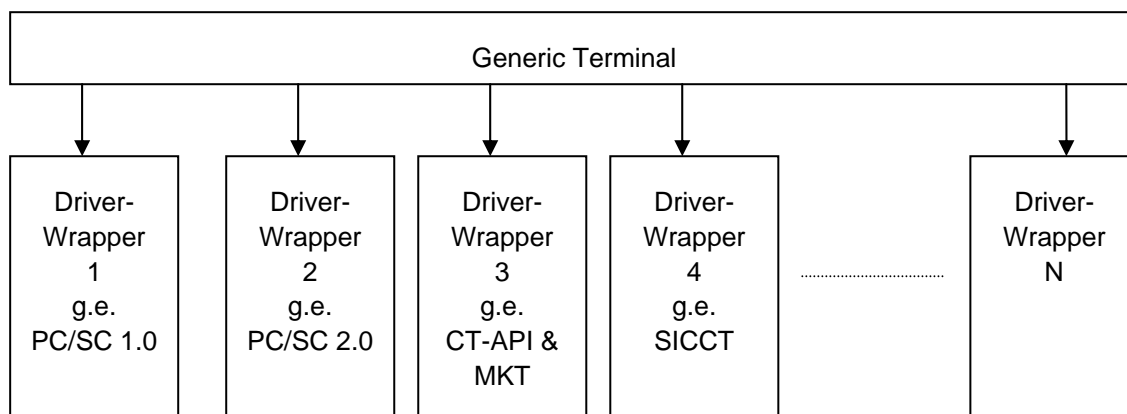 Generic Terminal
Driver-
Wrapper
1
g.e.
PC/SC 1.0
Driver-
Wrapper
2
g.e.
PC/SC 2.0
Driver-
Wrapper
3
g.e.
CT-API &
MKT
Driver-
Wrapper
4
g.e.
SICCT
Driver-
Wrapper
N